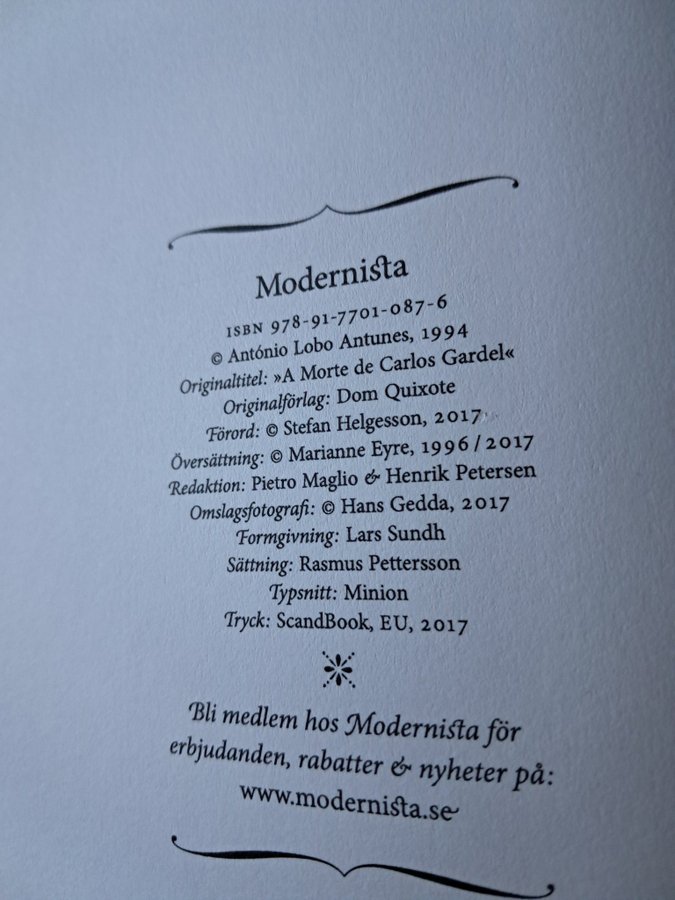 Modernista
ISBN 978-91-7701-087-6
© António Lobo Antunes, 1994
Originaltitel: »A Morte de Carlos Gardel«
Originalförlag: Dom Quixote
Förord: © Stefan Helgesson, 2017
Översättning: © Marianne Eyre, 1996 / 2017
Redaktion: Pietro Maglio & Henrik Petersen
Omslagsfotografi: © Hans Gedda, 2017
Formgivning: Lars Sundh
Sättning: Rasmus Pettersson
Typsnitt: Minion
Tryck: ScandBook, EU, 2017
Bli medlem hos Modernista för
erbjudanden, rabatter & nyheter på:
www.modernista.se